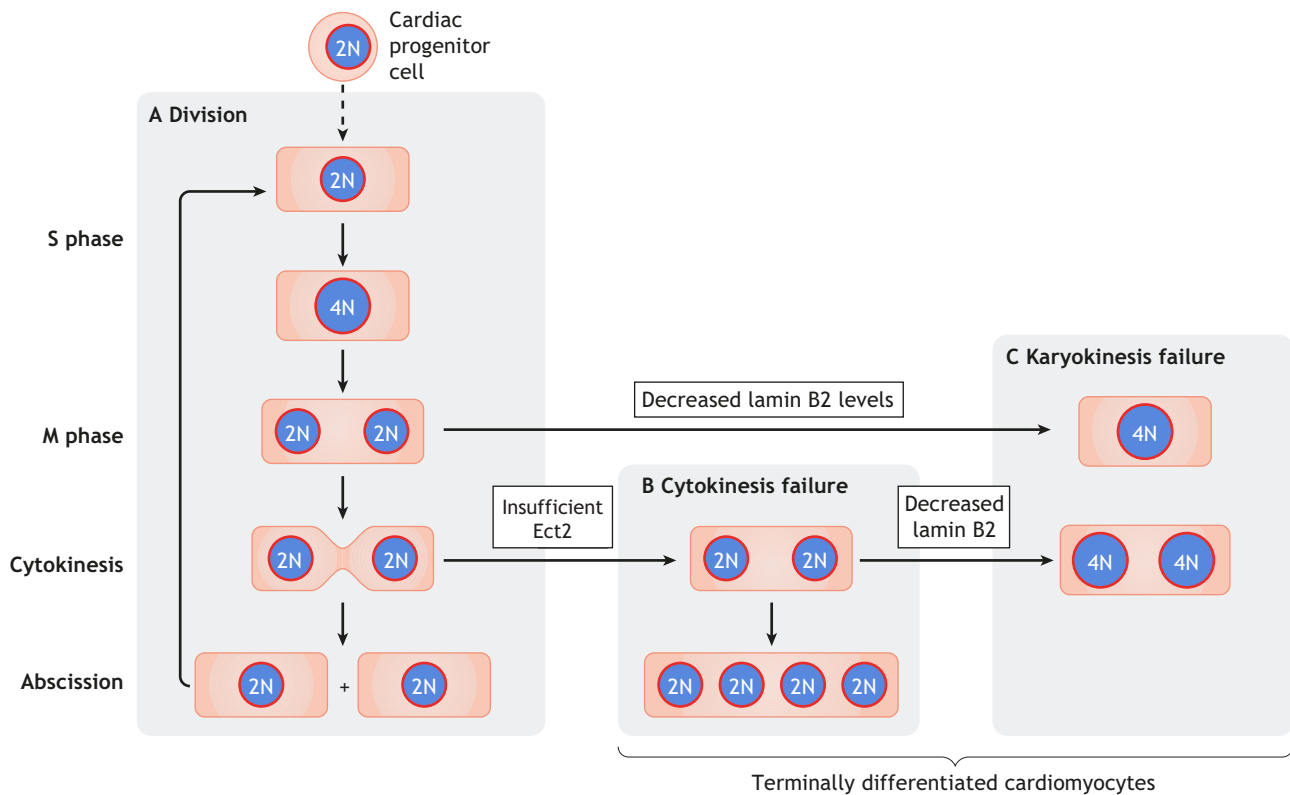 2N
Cardiac
progenitor
cell
A Division
2N
S phase
4N
C Karyokinesis failure
Decreased lamin B2 levels
M phase
2N 2N
4N
B Cytokinesis failure
Insufficient
Ect2
Decreased
lamin B2
Cytokinesis
2N 2N
2N 2N
4N 4N
Abscission
2N + 2N
2N 2N 2N 2N
Terminally differentiated cardiomyocytes